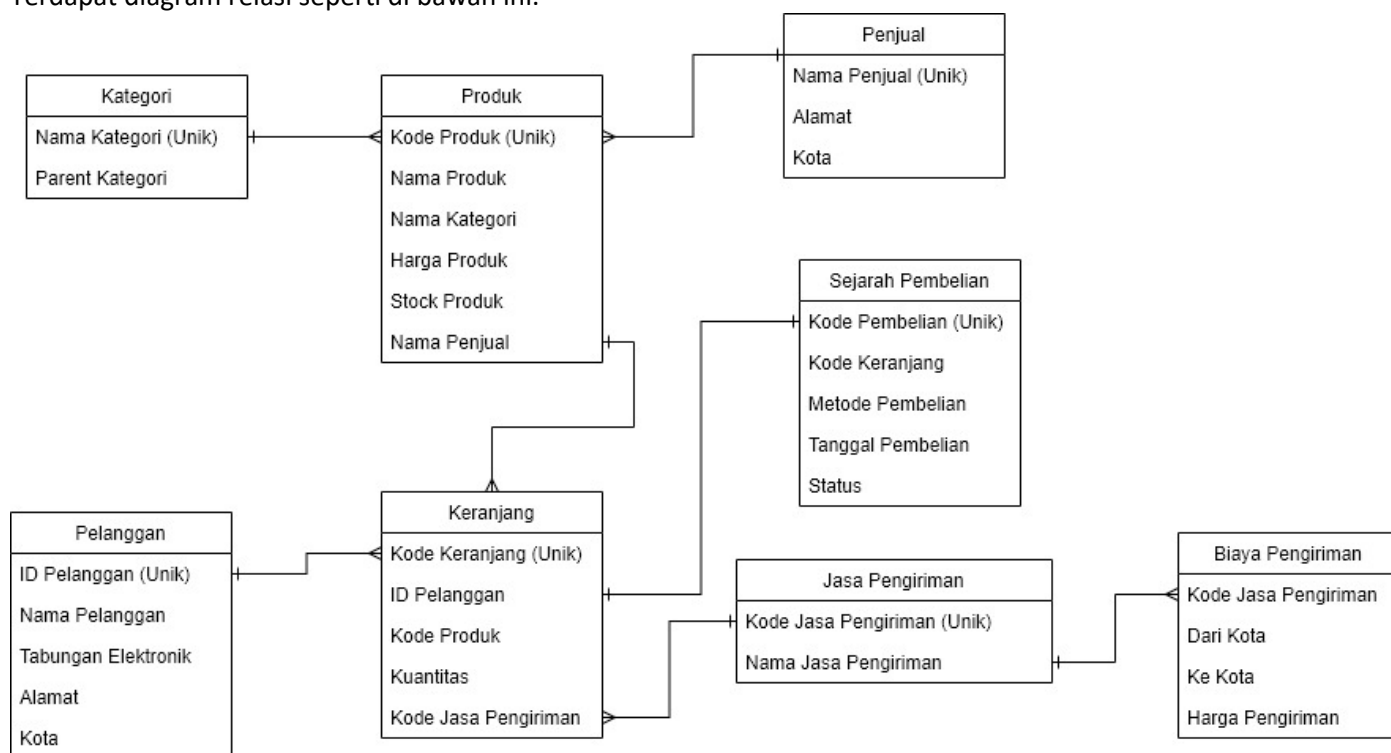 Terdapat diagram relasi seperti di bawah ini:
Penjual
Nama Penjual (Unik)
Alamat
Kota
Kategori
Nama Kategori (Unik)
Parent Kategori
Produk
Kode Produk (Unik)
Nama Produk
Nama Kategori
Harga Produk
Stock Produk
Nama Penjual
Sejarah Pembelian
Kode Pembelian (Unik)
Kode Keranjang
Metode Pembelian
Tanggal Pembelian
Status
Pelanggan
ID Pelanggan (Unik)
Nama Pelanggan
Tabungan Elektronik
Alamat
Kota
Keranjang
Kode Keranjang (Unik)
ID Pelanggan
Kode Produk
Kuantitas
Kode Jasa Pengiriman
Jasa Pengiriman
Kode Jasa Pengiriman (Unik)
Nama Jasa Pengiriman
Biaya Pengiriman
Kode Jasa Pengiriman
Dari Kota
Ke Kota
Harga Pengiriman